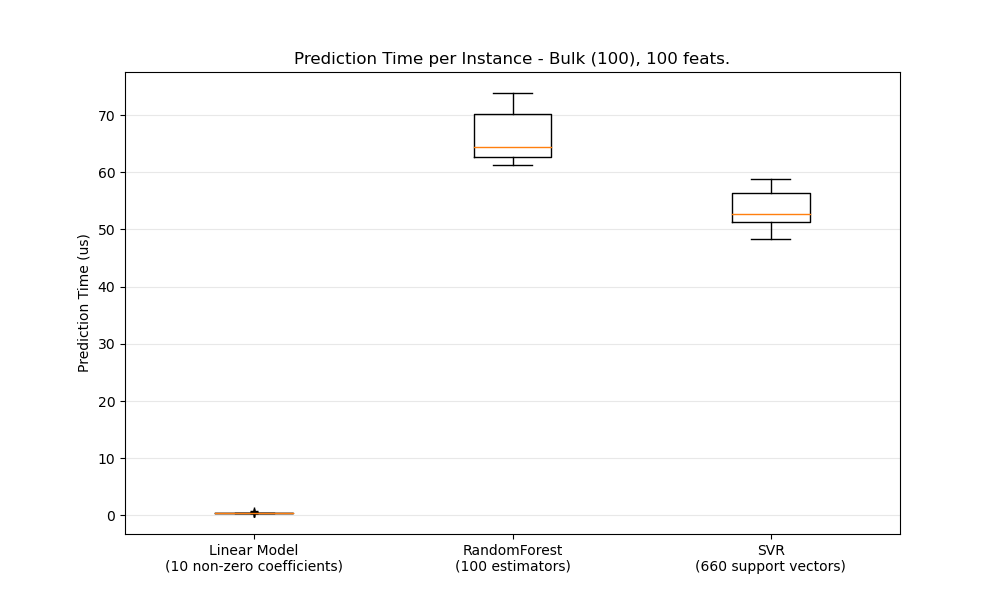 Prediction Time per Instance - Bulk (100), 100 feats.
Prediction Time (us)
70
60
50
40
30
20
10
0
Linear Model
(10 non-zero coefficients)
RandomForest
(100 estimators)
SVR
(660 support vectors)